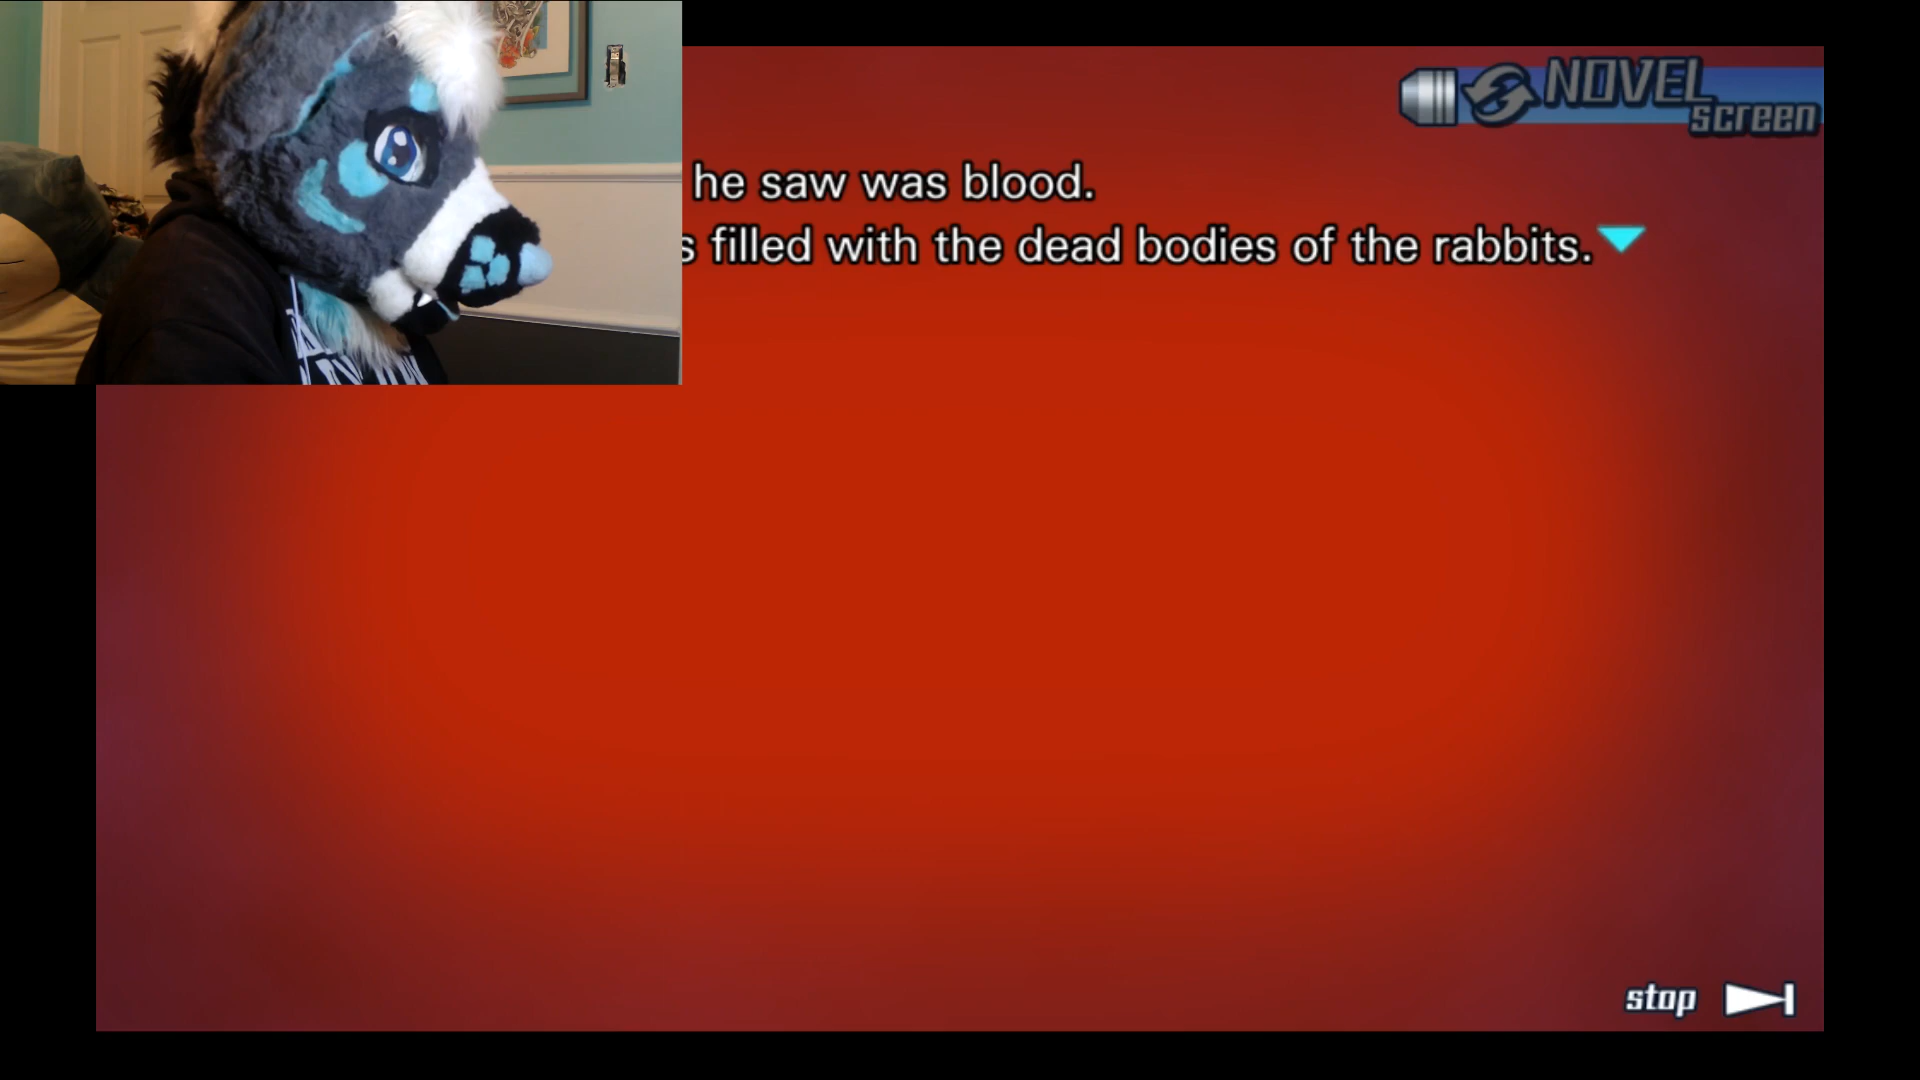 NOVEL
screen
he saw was blood.
filled with the dead bodies of the rabbits.
stop